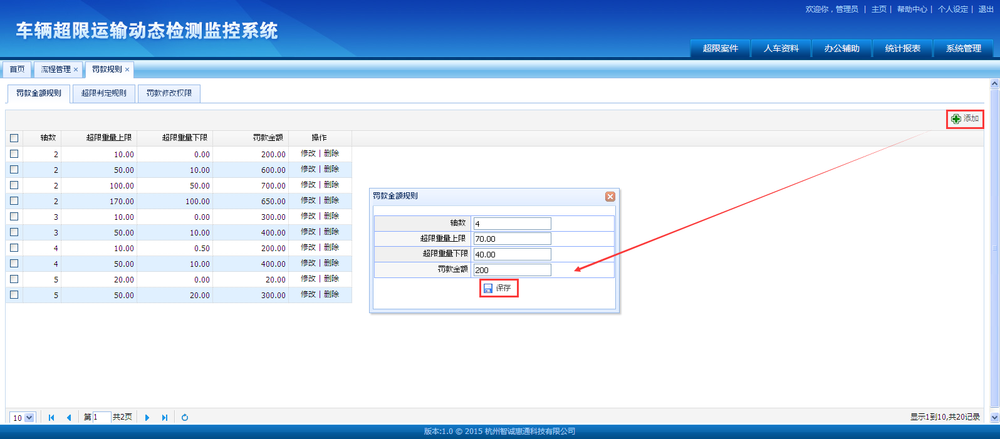 欢迎你，管理员 | 主页 | 帮助中心 | 个人设定 | 退出
车辆超限运输动态检测监控系统
超限案件 人车资料 办公辅助 统计报表 系统管理
首页 流程管理 × 罚款规则 ×
罚款金额规则 超限判定规则 罚款修改权限
添加
轴数 超限重量上限 超限重量下限 罚款金额 操作
2 10.00 0.00 200.00 修改 | 删除
2 50.00 10.00 600.00 修改 | 删除
2 100.00 50.00 700.00 修改 | 删除
2 170.00 100.00 650.00 修改 | 删除
3 10.00 0.00 300.00 修改 | 删除
3 50.00 10.00 400.00 修改 | 删除
4 10.00 0.50 200.00 修改 | 删除
4 50.00 10.00 400.00 修改 | 删除
5 20.00 0.00 20.00 修改 | 删除
5 50.00 20.00 300.00 修改 | 删除
罚款金额规则
轴数 4
超限重量上限 70.00
超限重量下限 40.00
罚款金额 200
保存
10 第 1 共2页 显示1到10,共20记录
版本:1.0 © 2015 杭州智诚惠通科技有限公司